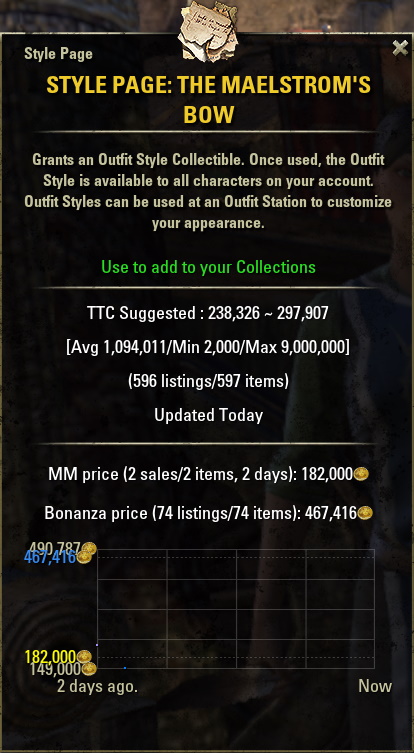 Style Page
STYLE PAGE: THE MAELSTROM'S
BOW
Grants an Outfit Style Collectible. Once used, the Outfit
Style is available to all characters on your account.
Outfit Styles can be used at an Outfit Station to customize
your appearance.
Use to add to your Collections
TTC Suggested : 238,326 ~ 297,907
[Avg 1,094,011/Min 2,000/Max 9,000,000]
(596 listings/597 items)
Updated Today
MM price (2 sales/2 items, 2 days): 182,000
Bonanza price (74 listings/74 items): 467,416
490,787
467,416
182,000
149,000
2 days ago.
Now